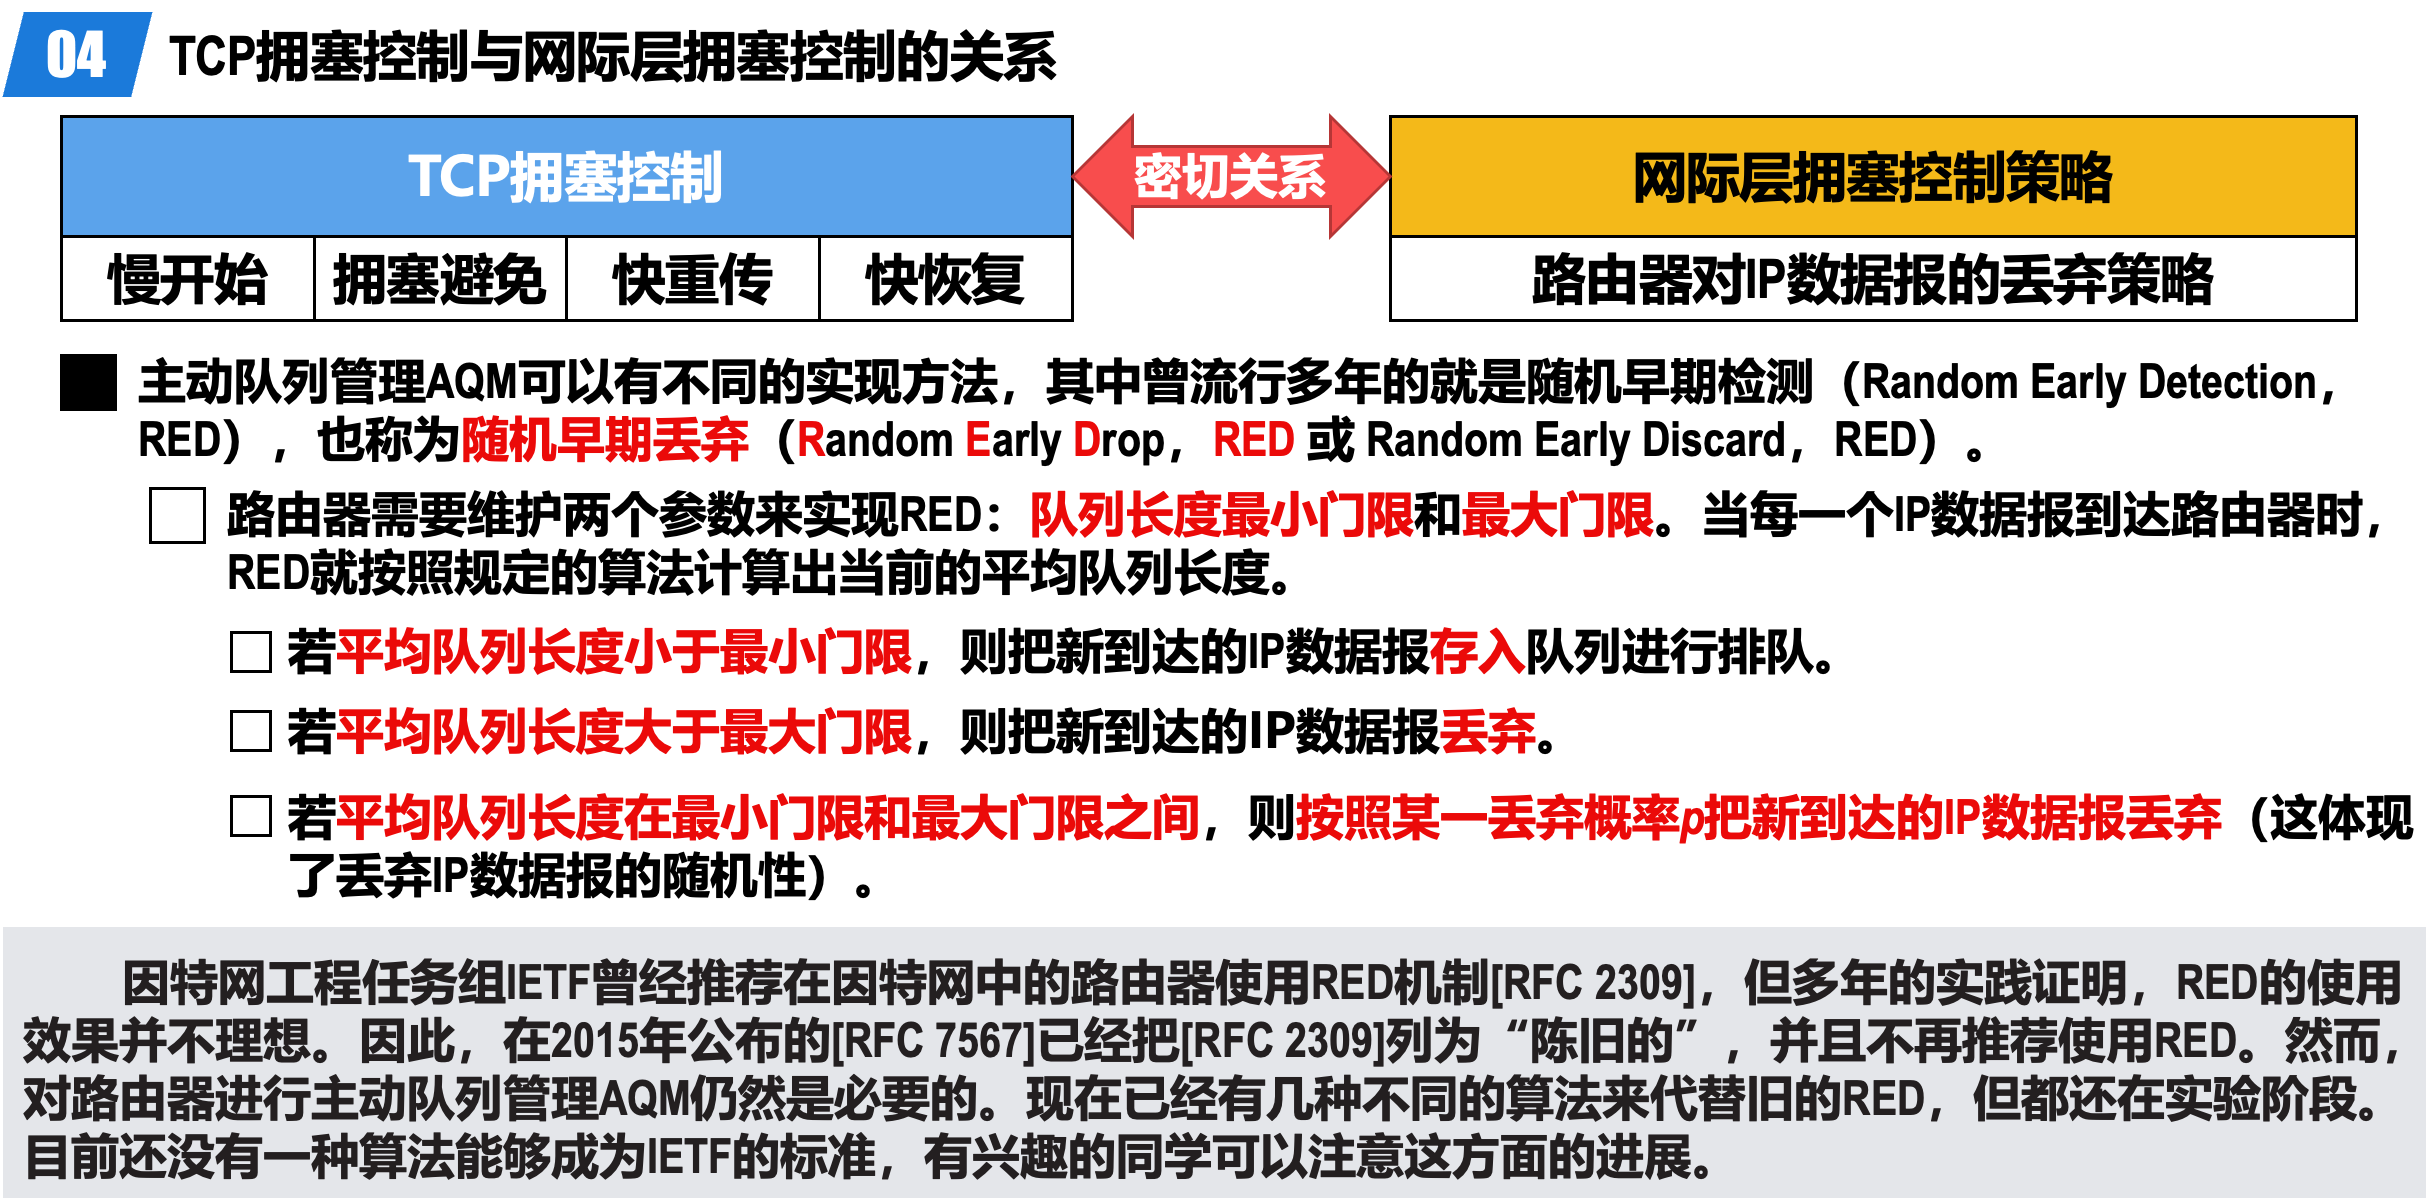 04 TCP拥塞控制与网际层拥塞控制的关系
TCP拥塞控制 密切关系 网际层拥塞控制策略
慢开始 拥塞避免 快重传 快恢复 路由器对IP数据报的丢弃策略
主动队列管理AQM可以有不同的实现方法，其中曾流行多年的就是随机早期检测（Random Early Detection，
RED），也称为随机早期丢弃（Random Early Drop，RED 或 Random Early Discard，RED）。
路由器需要维护两个参数来实现RED：队列长度最小门限和最大门限。当每一个IP数据报到达路由器时，
RED就按照规定的算法计算出当前的平均队列长度。
若平均队列长度小于最小门限，则把新到达的IP数据报存入队列进行排队。
若平均队列长度大于最大门限，则把新到达的IP数据报丢弃。
若平均队列长度在最小门限和最大门限之间，则按照某一丢弃概率p把新到达的IP数据报丢弃（这体现
了丢弃IP数据报的随机性）。
因特网工程任务组IETF曾经推荐在因特网中的路由器使用RED机制[RFC 2309]，但多年的实践证明，RED的使用
效果并不理想。因此，在2015年公布的[RFC 7567]已经把[RFC 2309]列为“陈旧的”，并且不再推荐使用RED。然而，
对路由器进行主动队列管理AQM仍然是必要的。现在已经有几种不同的算法来代替旧的RED，但都还在实验阶段。
目前还没有一种算法能够成为IETF的标准，有兴趣的同学可以注意这方面的进展。